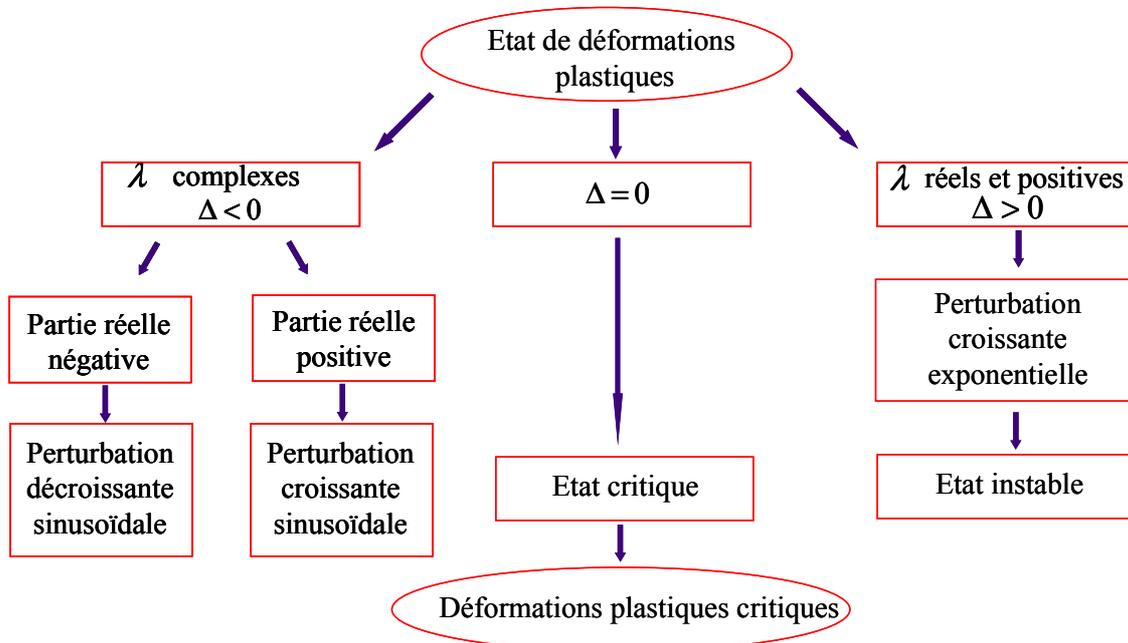 Etat de déformations
plastiques
λ complexes
Δ < 0
Δ = 0
λ réels et positives
Δ > 0
Partie réelle
négative
Partie réelle
positive
Perturbation
croissante
exponentielle
Perturbation
décroissante
sinusoïdale
Perturbation
croissante
sinusoïdale
Etat critique
Etat instable
Déformations plastiques critiques